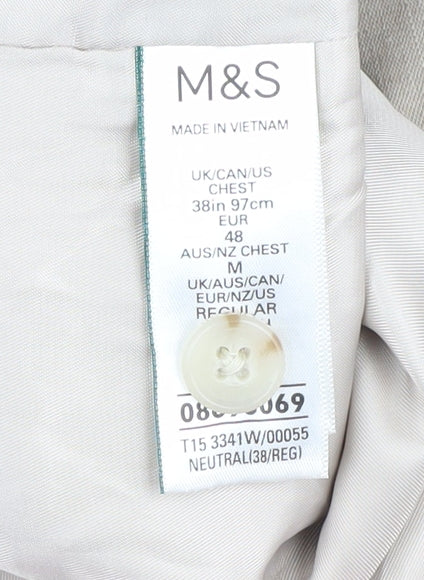 M&S
MADE IN VIETNAM
UK/CAN/US
CHEST
38in 97cm
EUR
48
AUS/NZ CHEST
M
UK/AUS/CAN/
EUR/NZ/US
REGULAR
T15 3341W/00055
NEUTRAL(38/REG)